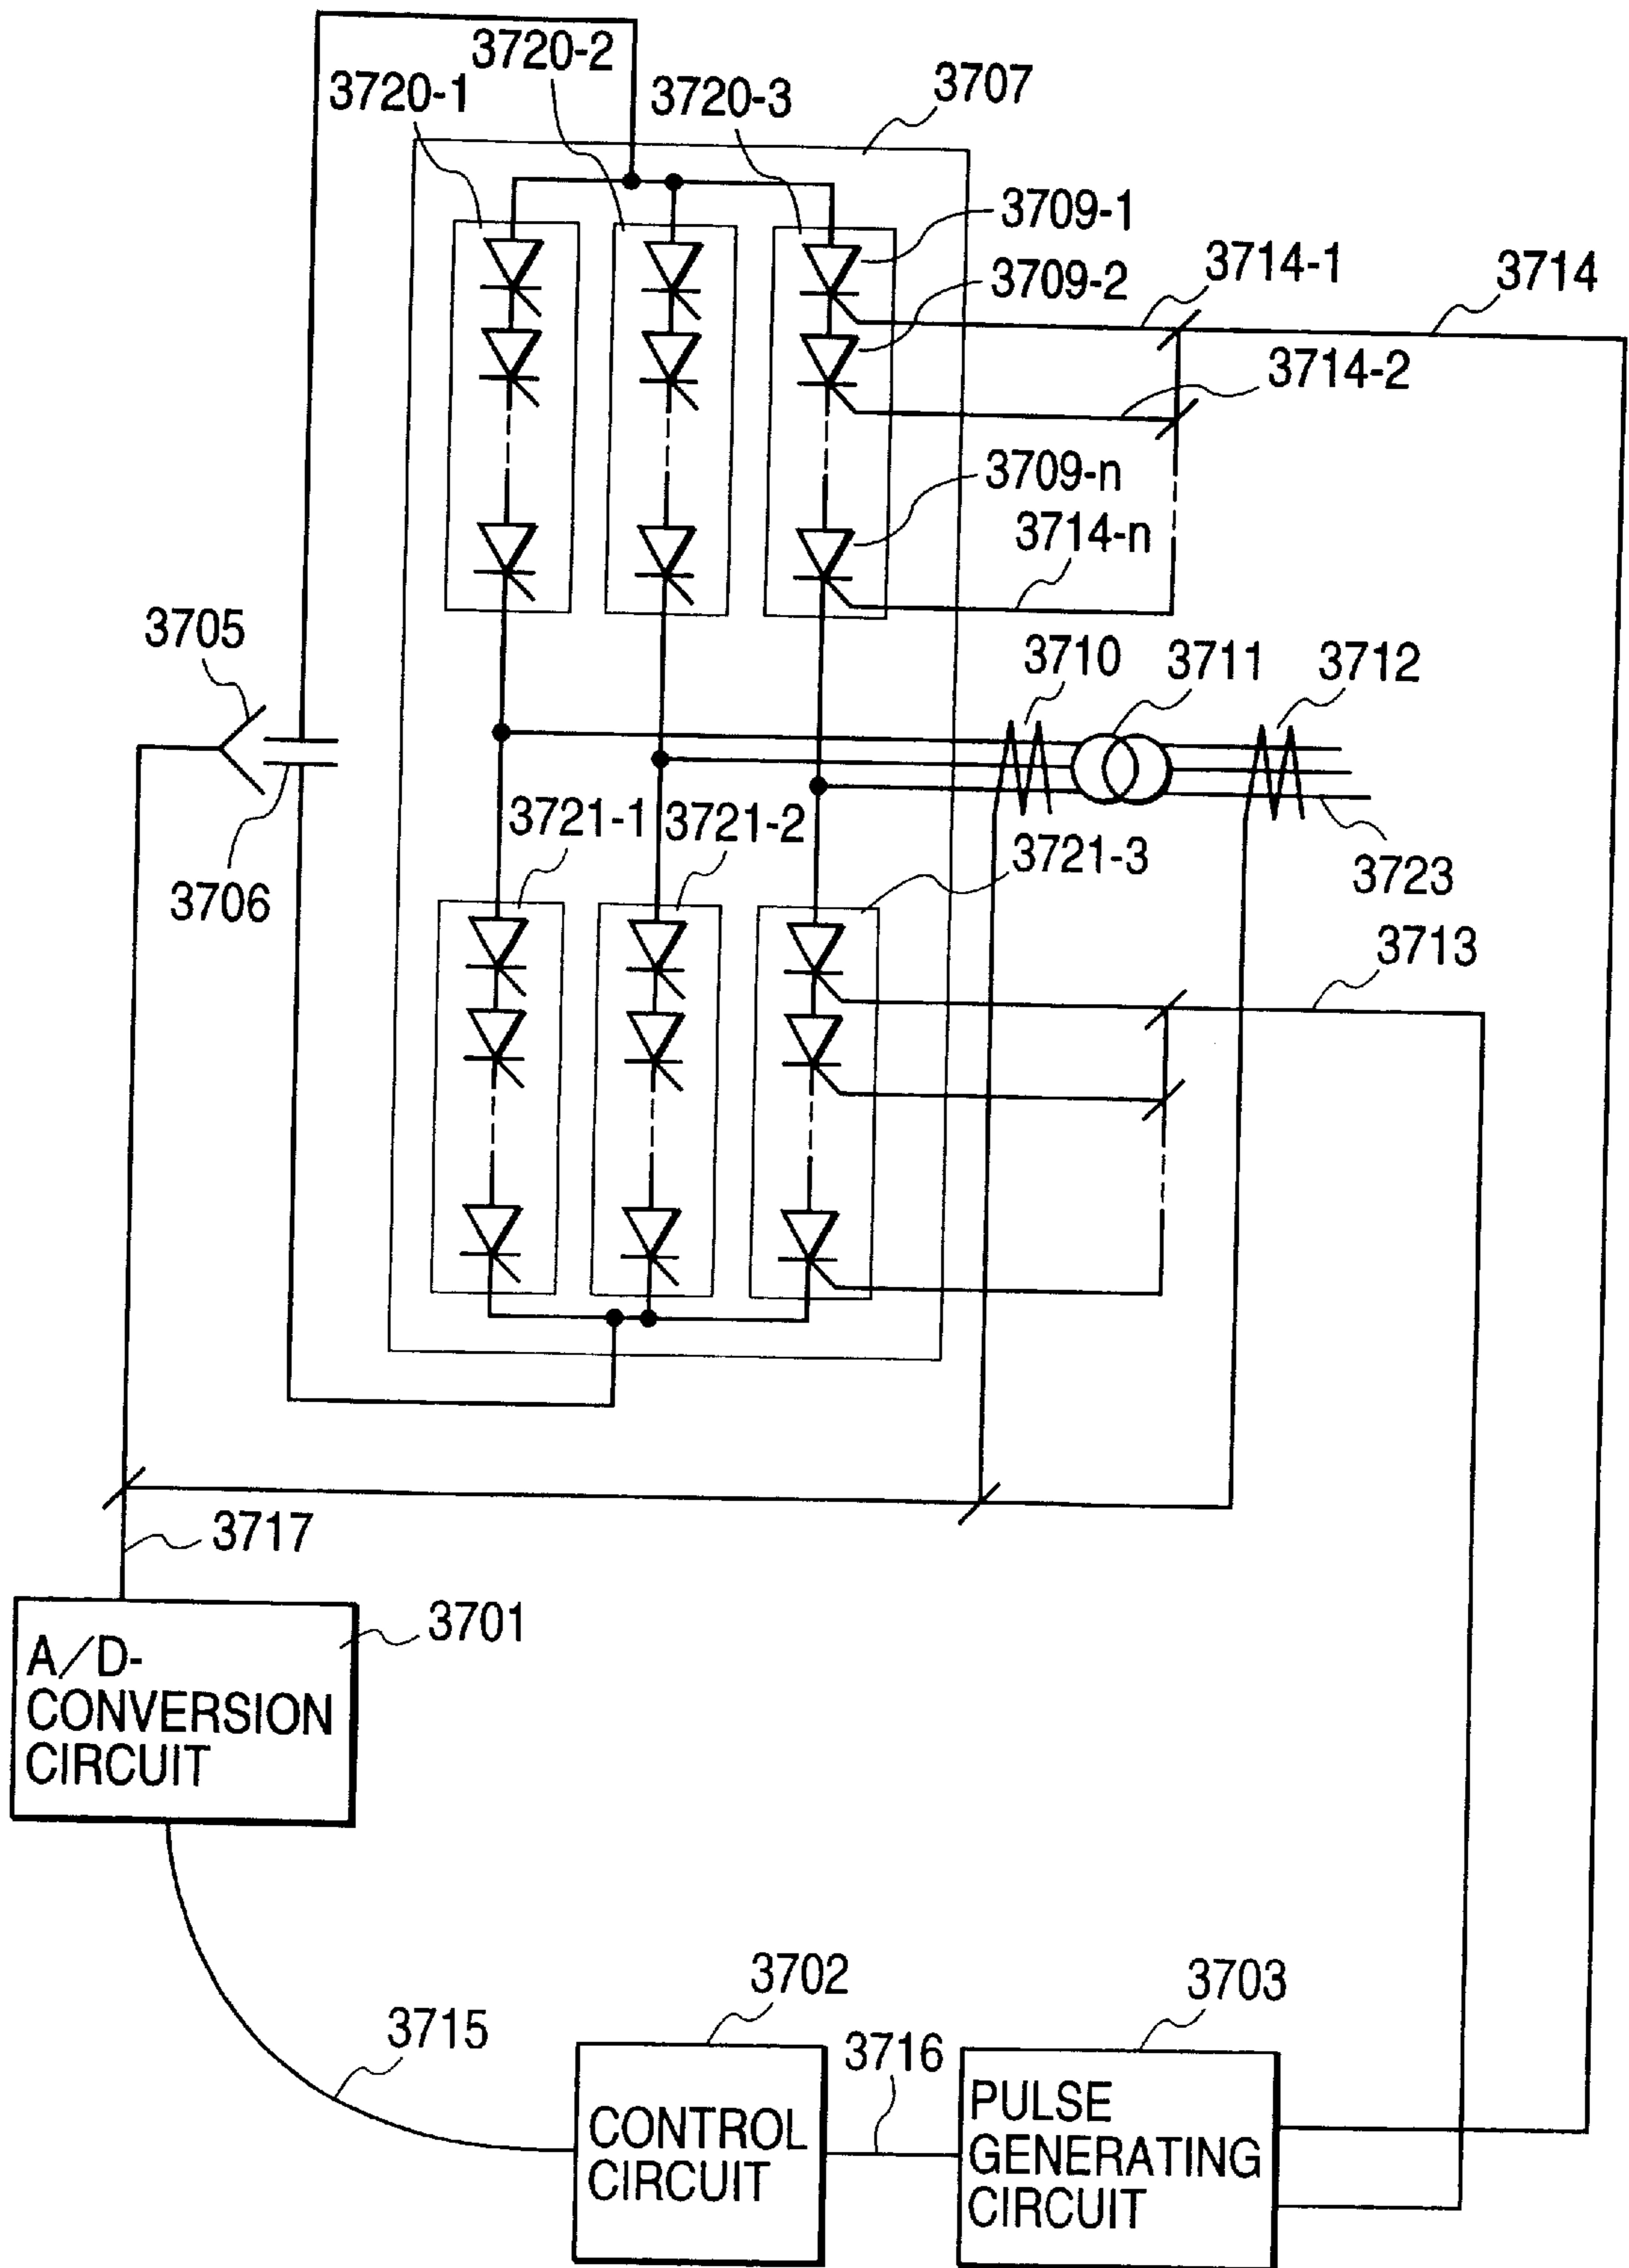 3720-2
3720-1
3720-3
3707
3709-1
3714-1
3714
3709-2
3714-2
3709-n
3714-n
3705
3710
3711
3712
3721-1
3721-2
3721-3
3706
3723
3713
3717
3701
A/D-
CONVERSION
CIRCUIT
3702
3703
3715
3716
CONTROL
CIRCUIT
PULSE
GENERATING
CIRCUIT